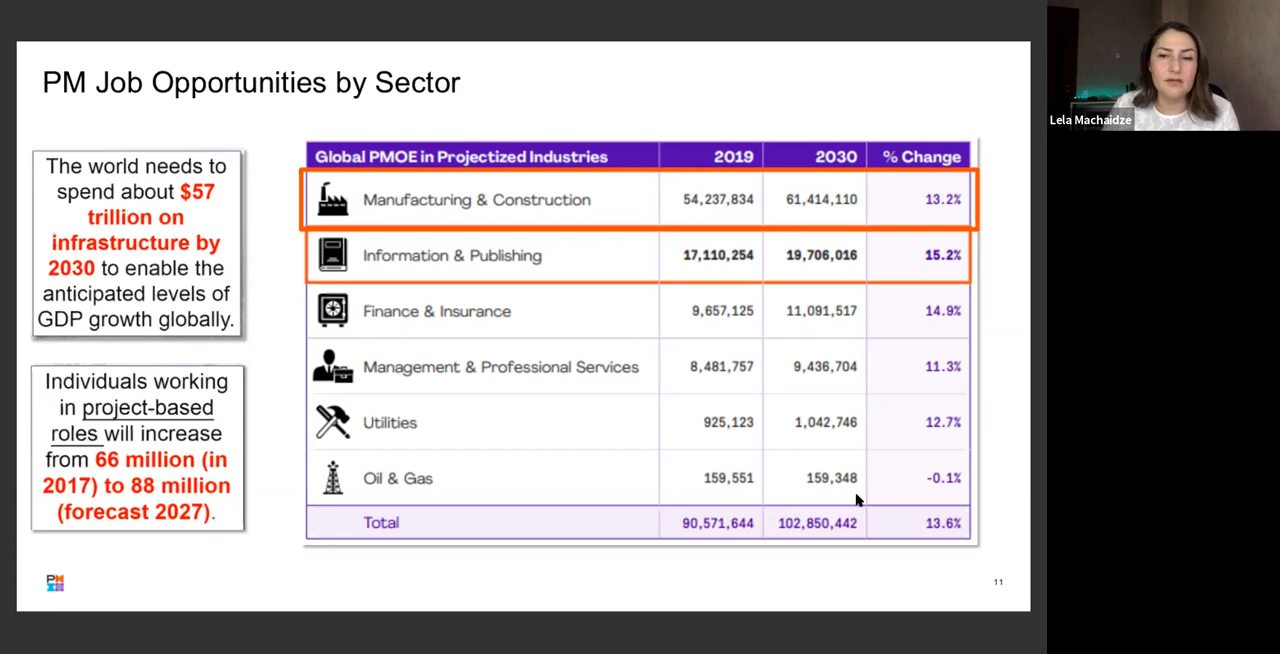 PM Job Opportunities by Sector
Lela Machaidze
The world needs to
spend about $57
trillion on
infrastructure by
2030 to enable the
anticipated levels of
GDP growth globally.
Individuals working
in project-based
roles will increase
from 66 million (in
2017) to 88 million
(forecast 2027).
Global PMOE in Projectized Industries 2019 2030 % Change
Manufacturing & Construction 54,237,834 61,414,110 13.2%
Information & Publishing 17,110,254 19,706,016 15.2%
Finance & Insurance 9,657,125 11,091,517 14.9%
Management & Professional Services 8,481,757 9,436,704 11.3%
Utilities 925,123 1,042,746 12.7%
Oil & Gas 159,551 159,348 -0.1%
Total 90,571,644 102,850,442 13.6%
PM
11